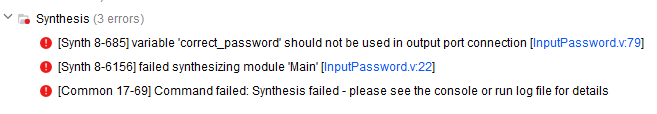 Synthesis (3 errors)
[Synth 8-685] variable 'correct_password' should not be used in output port connection [InputPassword.v:79]
[Synth 8-6156] failed synthesizing module 'Main' [InputPassword.v:22]
[Common 17-69] Command failed: Synthesis failed - please see the console or run log file for details